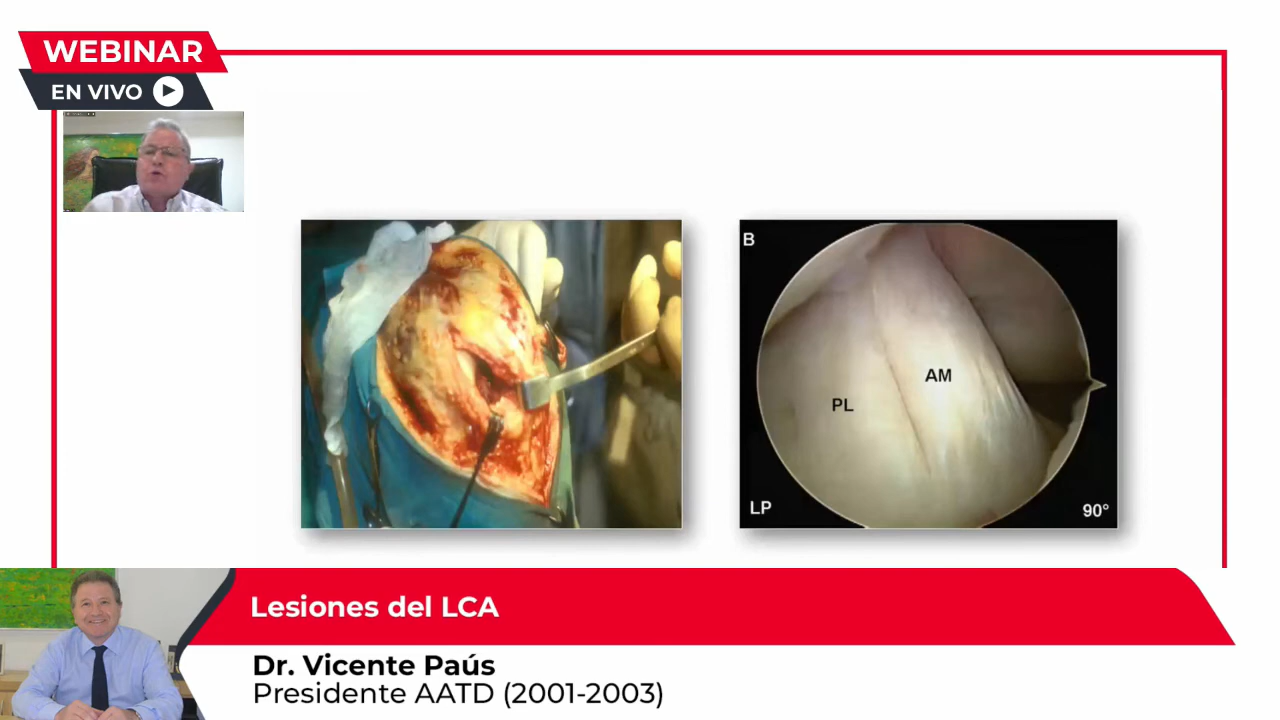 WEBINAR
EN VIVO
B
AM
PL
LP
90°
Lesiones del LCA
Dr. Vicente Paús
Presidente AATD (2001-2003)